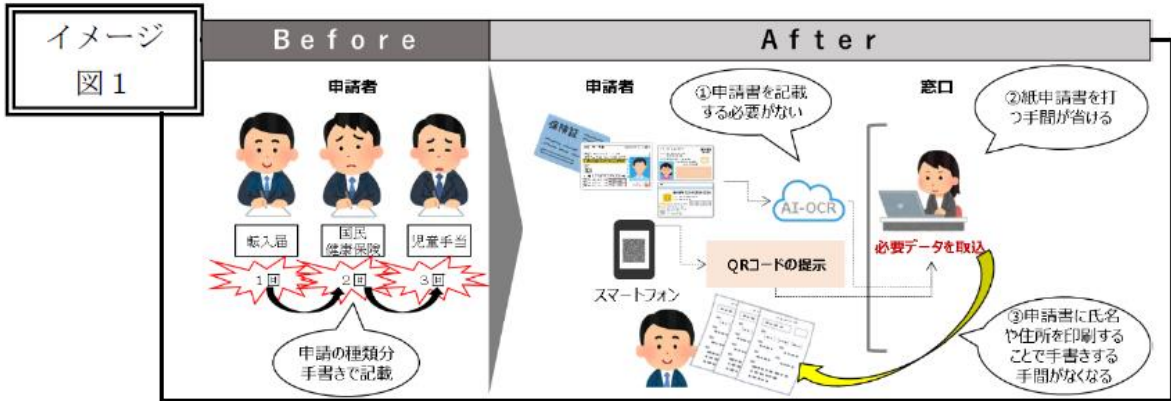 イメージ
図1
Before
After
申請者
転入届
国民
健康保険
児童手当
1回
2回
3回
申請の種類分
手書きで記載
申請者
①申請書を記載
する必要がない
保険証
AI-OCR
スマートフォン
QRコードの提示
窓口
②紙申請書を打
つ手間が省ける
必要データを取込
③申請書に氏名
や住所を印刷する
ことで手書きする
手間がなくなる